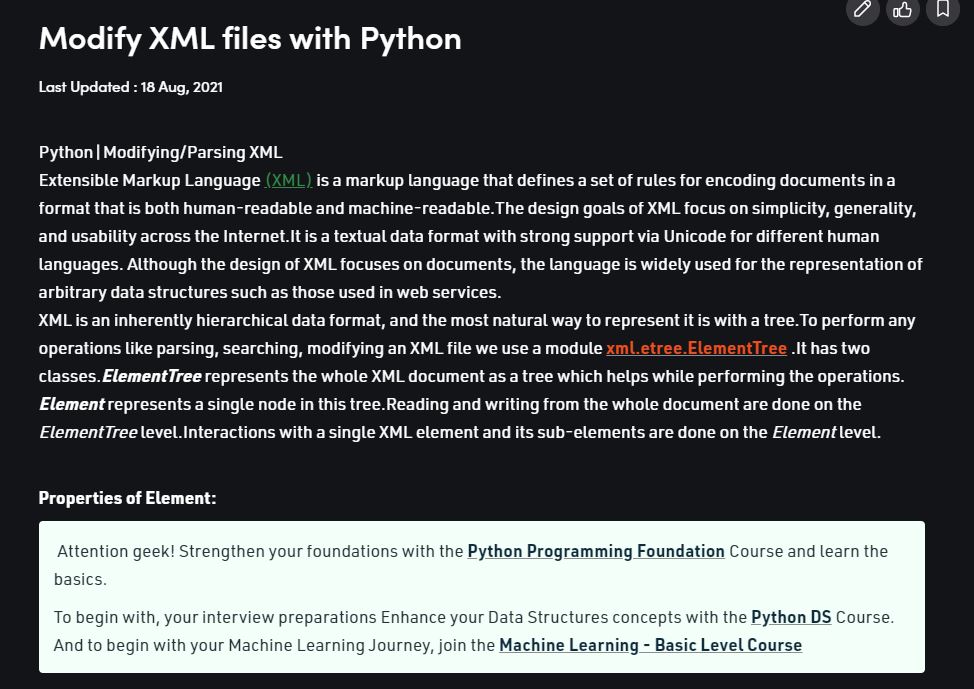 Modify XML files with Python
Last Updated : 18 Aug, 2021
Python | Modifying/Parsing XML
Extensible Markup Language (XML) is a markup language that defines a set of rules for encoding documents in a
format that is both human-readable and machine-readable.The design goals of XML focus on simplicity, generality,
and usability across the Internet.It is a textual data format with strong support via Unicode for different human
languages. Although the design of XML focuses on documents, the language is widely used for the representation of
arbitrary data structures such as those used in web services.
XML is an inherently hierarchical data format, and the most natural way to represent it is with a tree.To perform any
operations like parsing, searching, modifying an XML file we use a module xml.etree.ElementTree .It has two
classes.ElementTree represents the whole XML document as a tree which helps while performing the operations.
Element represents a single node in this tree.Reading and writing from the whole document are done on the
ElementTree level.Interactions with a single XML element and its sub-elements are done on the Element level.
Properties of Element:
Attention geek! Strengthen your foundations with the Python Programming Foundation Course and learn the
basics.
To begin with, your interview preparations Enhance your Data Structures concepts with the Python DS Course.
And to begin with your Machine Learning Journey, join the Machine Learning - Basic Level Course